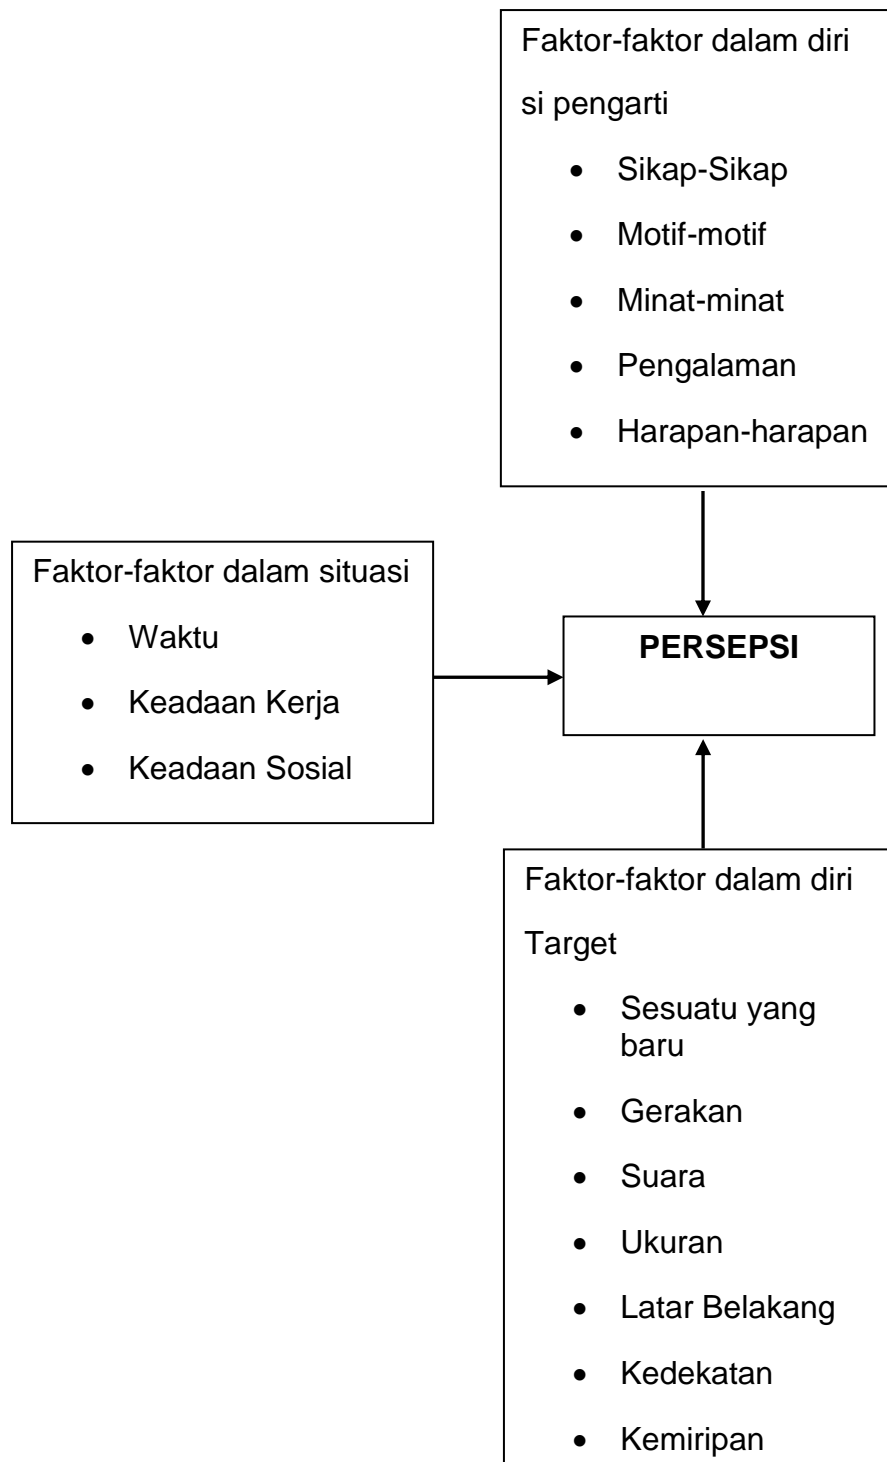 Faktor-faktor dalam diri
si pengarti
• Sikap-Sikap
• Motif-motif
• Minat-minat
• Pengalaman
• Harapan-harapan
Faktor-faktor dalam situasi
• Waktu
• Keadaan Kerja
• Keadaan Sosial
PERSEPSI
Faktor-faktor dalam diri
Target
• Sesuatu yang
baru
• Gerakan
• Suara
• Ukuran
• Latar Belakang
• Kedekatan
• Kemiripan